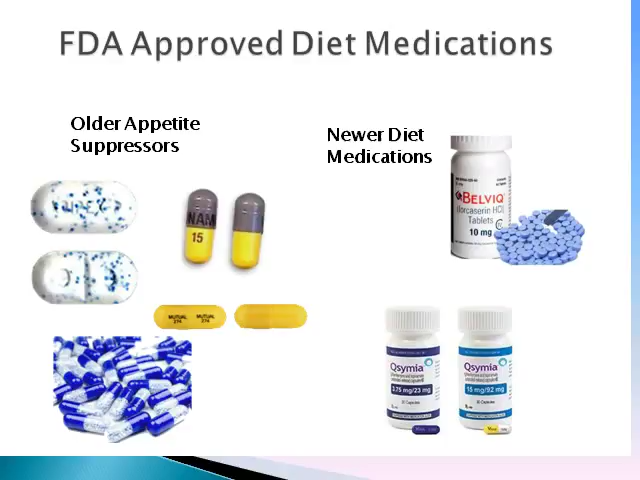 FDA Approved Diet Medications
Older Appetite
Suppressors
Newer Diet
Medications
NAM
15
MUTUAL
274
MUTUAL
274
BELVIQ
(lorcaserin HCl)
Tablets
10 mg
Qsymia
3.75 mg/23 mg
Qsymia
15 mg/92 mg